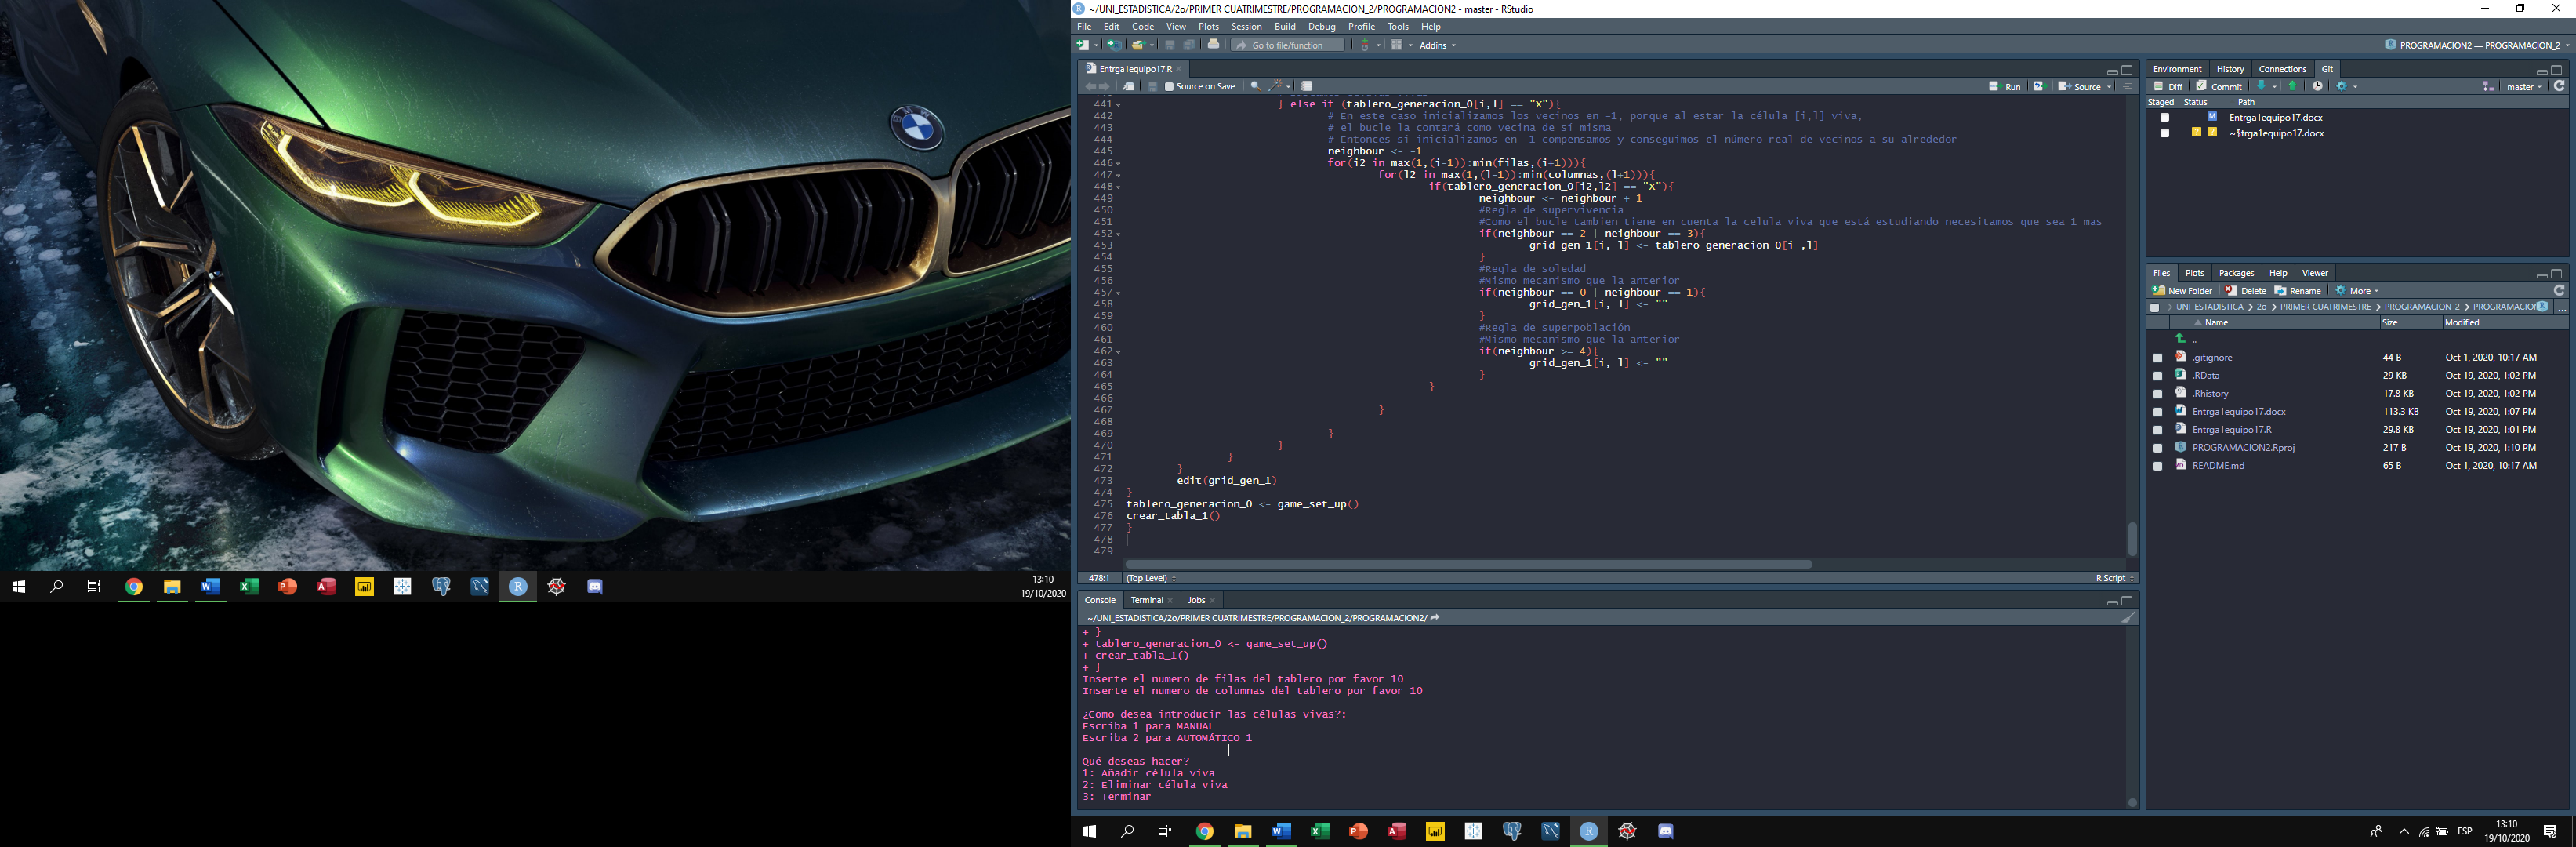 BMW
13:10
19/10/2020
~/UNI_ESTADISTICA/2o/PRIMER CUATRIMESTRE/PROGRAMACION_2/PROGRAMACION2 - master - RStudio
File Edit Code View Plots Session Build Debug Profile Tools Help
Go to file/function Addins
PROGRAMACION2 — PROGRAMACION_2
Entrga1equipo17.R
Source on Save Run Source
441 } else if (tablero_generacion_0[i,l] == "X"){
442 # En este caso inicializamos los vecinos en -1, porque al estar la célula [i,l] viva,
443 # el bucle la contará como vecina de si misma
444 # Entonces si inicializamos en -1 compensamos y conseguimos el número real de vecinos a su alrededor
445 neighbour <- -1
446 for(i2 in max(1,(i-1)):min(filas,(i+1))){
447 for(l2 in max(1,(l-1)):min(columnas,(l+1))){
448 if(tablero_generacion_0[i2,l2] == "X"){
449 neighbour <- neighbour + 1
450 #Regla de supervivencia
451 #Como el bucle tambien tiene en cuenta la celula viva que está estudiando necesitamos que sea 1 mas
452 if(neighbour == 2 | neighbour == 3){
453 grid_gen_1[i, l] <- tablero_generacion_0[i ,l]
454 }
455 #Regla de soledad
456 #Mismo mecanismo que la anterior
457 if(neighbour == 0 | neighbour == 1){
458 grid_gen_1[i, l] <- ""
459 }
460 #Regla de superpoblación
461 #Mismo mecanismo que la anterior
462 if(neighbour >= 4){
463 grid_gen_1[i, l] <- ""
464 }
465 }
466
467 }
468
469 }
470 }
471 }
472 }
473 edit(grid_gen_1)
474 }
475 tablero_generacion_0 <- game_set_up()
476 crear_tabla_1()
477 }
478
479
478:1 (Top Level) R Script
Console Terminal Jobs
~/UNI_ESTADISTICA/2o/PRIMER CUATRIMESTRE/PROGRAMACION_2/PROGRAMACION2/
+ }
+ tablero_generacion_0 <- game_set_up()
+ crear_tabla_1()
+ }
Inserte el numero de filas del tablero por favor 10
Inserte el numero de columnas del tablero por favor 10
¿Como desea introducir las células vivas?:
Escriba 1 para MANUAL
Escriba 2 para AUTOMÁTICO 1
Qué deseas hacer?
1: Añadir célula viva
2: Eliminar célula viva
3: Terminar
Environment History Connections Git
Diff Commit master
Staged Status Path
M Entrga1equipo17.docx
? ? ~$trga1equipo17.docx
Files Plots Packages Help Viewer
New Folder Delete Rename More
UNI_ESTADISTICA > 2o > PRIMER CUATRIMESTRE > PROGRAMACION_2 > PROGRAMACION ...
Name Size Modified
..
.gitignore 44 B Oct 1, 2020, 10:17 AM
.RData 29 KB Oct 19, 2020, 1:02 PM
.Rhistory 17.8 KB Oct 19, 2020, 1:02 PM
Entrga1equipo17.docx 113.3 KB Oct 19, 2020, 1:07 PM
Entrga1equipo17.R 29.8 KB Oct 19, 2020, 1:01 PM
PROGRAMACION2.Rproj 217 B Oct 19, 2020, 1:10 PM
README.md 65 B Oct 1, 2020, 10:17 AM
ESP
13:10
19/10/2020